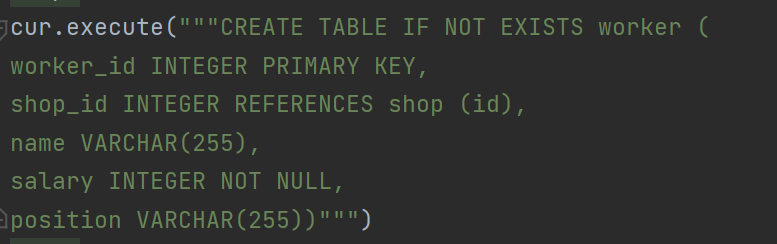 cur.execute("""CREATE TABLE IF NOT EXISTS worker (
worker_id INTEGER PRIMARY KEY,
shop_id INTEGER REFERENCES shop (id),
name VARCHAR(255),
salary INTEGER NOT NULL,
position VARCHAR(255))""")